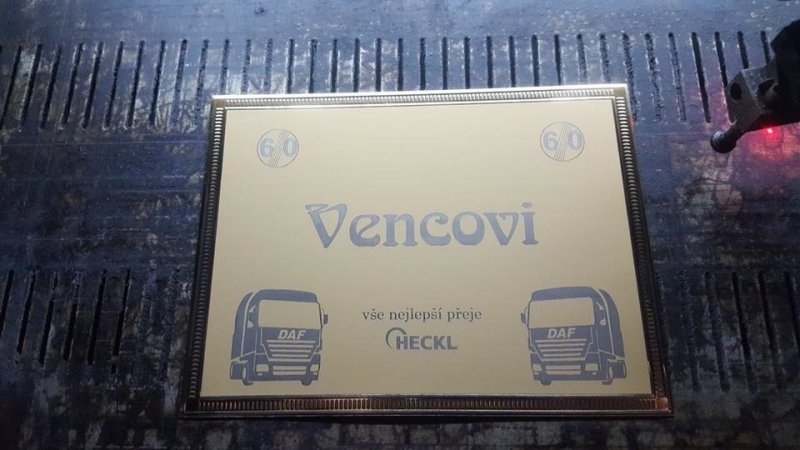 60 60
Vencovi
vše nejlepší přeje
HECKL
DAF DAF